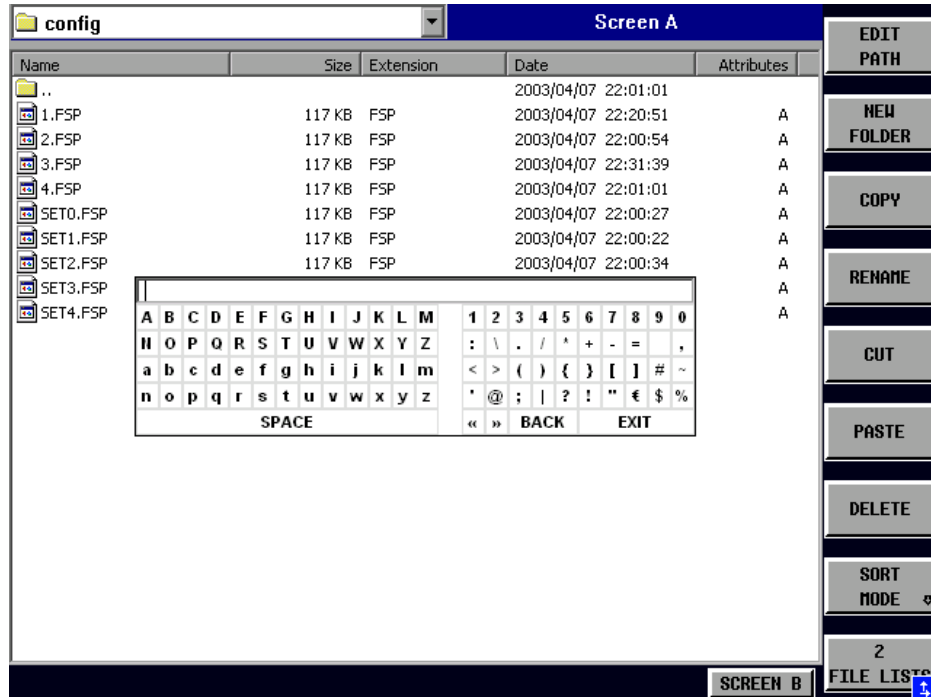 config
Screen A
Name Size Extension Date Attributes
.. 2003/04/07 22:01:01
1.FSP 117 KB FSP 2003/04/07 22:20:51 A
2.FSP 117 KB FSP 2003/04/07 22:00:54 A
3.FSP 117 KB FSP 2003/04/07 22:31:39 A
4.FSP 117 KB FSP 2003/04/07 22:01:01 A
SET0.FSP 117 KB FSP 2003/04/07 22:00:27 A
SET1.FSP 117 KB FSP 2003/04/07 22:00:22 A
SET2.FSP 117 KB FSP 2003/04/07 22:00:34 A
SET3.FSP A
SET4.FSP A
A B C D E F G H I J K L M 1 2 3 4 5 6 7 8 9 0
N O P Q R S T U V W X Y Z : \ . / * + - = ,
a b c d e f g h i j k l m < > ( ) { } [ ] # ~
n o p q r s t u v w x y z ' @ ; | ? ! " € $ %
SPACE « » BACK EXIT
EDIT
PATH
NEW
FOLDER
COPY
RENAME
CUT
PASTE
DELETE
SORT
MODE
2
FILE LISTS
SCREEN B